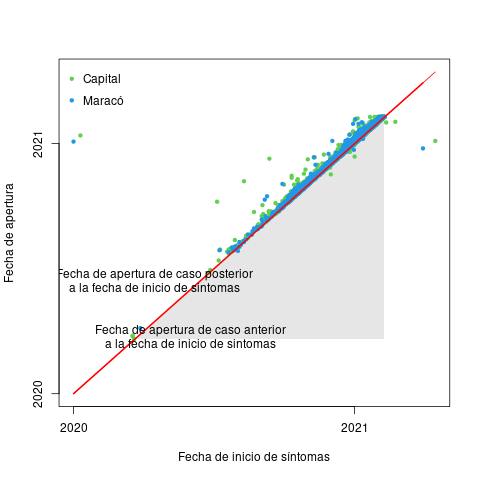 Capital
Maracó
Fecha de apertura
2021
2020
Fecha de apertura de caso posterior
a la fecha de inicio de síntomas
Fecha de apertura de caso anterior
a la fecha de inicio de sintomas
2020
2021
Fecha de inicio de síntomas